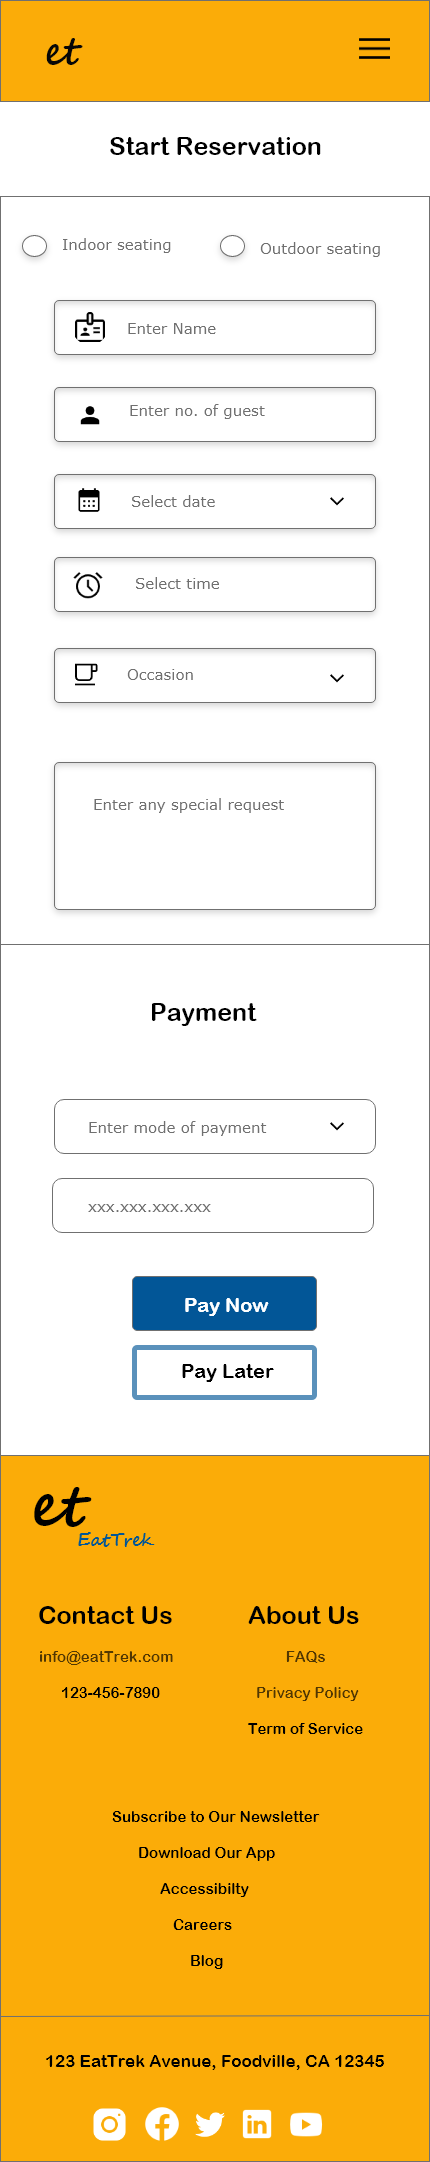 et
Start Reservation
Indoor seating
Outdoor seating
Enter Name
Enter no. of guest
Select date
Select time
Occasion
Enter any special request
Payment
Enter mode of payment
xxx.xxx.xxx.xxx
Pay Now
Pay Later
et
EatTrek
Contact Us
info@eatTrek.com
123-456-7890
About Us
FAQs
Privacy Policy
Term of Service
Subscribe to Our Newsletter
Download Our App
Accessibilty
Careers
Blog
123 EatTrek Avenue, Foodville, CA 12345